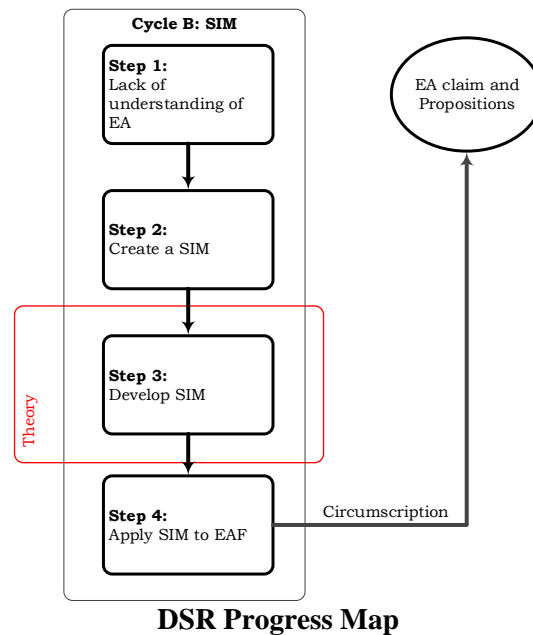 Cycle B: SIM
Step 1:
Lack of
understanding of
EA
EA claim and
Propositions
Step 2:
Create a SIM
Step 3:
Develop SIM
Theory
Step 4:
Apply SIM to EAF
Circumscription
DSR Progress Map